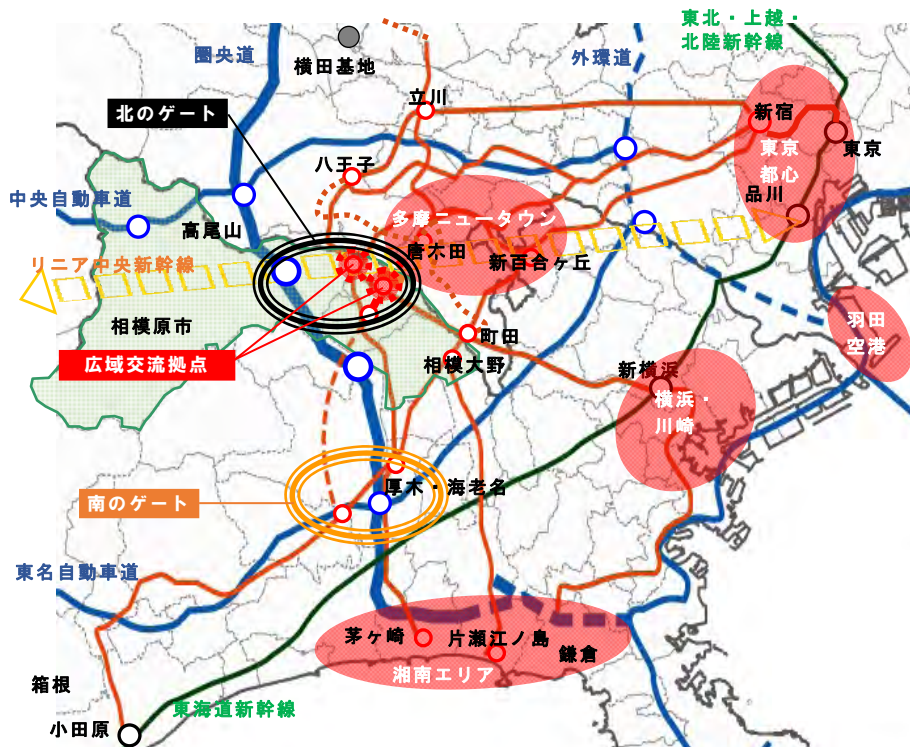 東北・上越・
北陸新幹線
圏央道
外環道
横田基地
立川
北のゲート
新宿
東京
東京
都心
八王子
中央自動車道
品川
多摩ニュータウン
高尾山
唐木田
新百合ヶ丘
リニア中央新幹線
相模原市
羽田
空港
町田
広域交流拠点
相模大野
新横浜
横浜・
川崎
厚木・海老名
南のゲート
東名自動車道
茅ヶ崎
片瀬江ノ島
鎌倉
湘南エリア
箱根
東海道新幹線
小田原